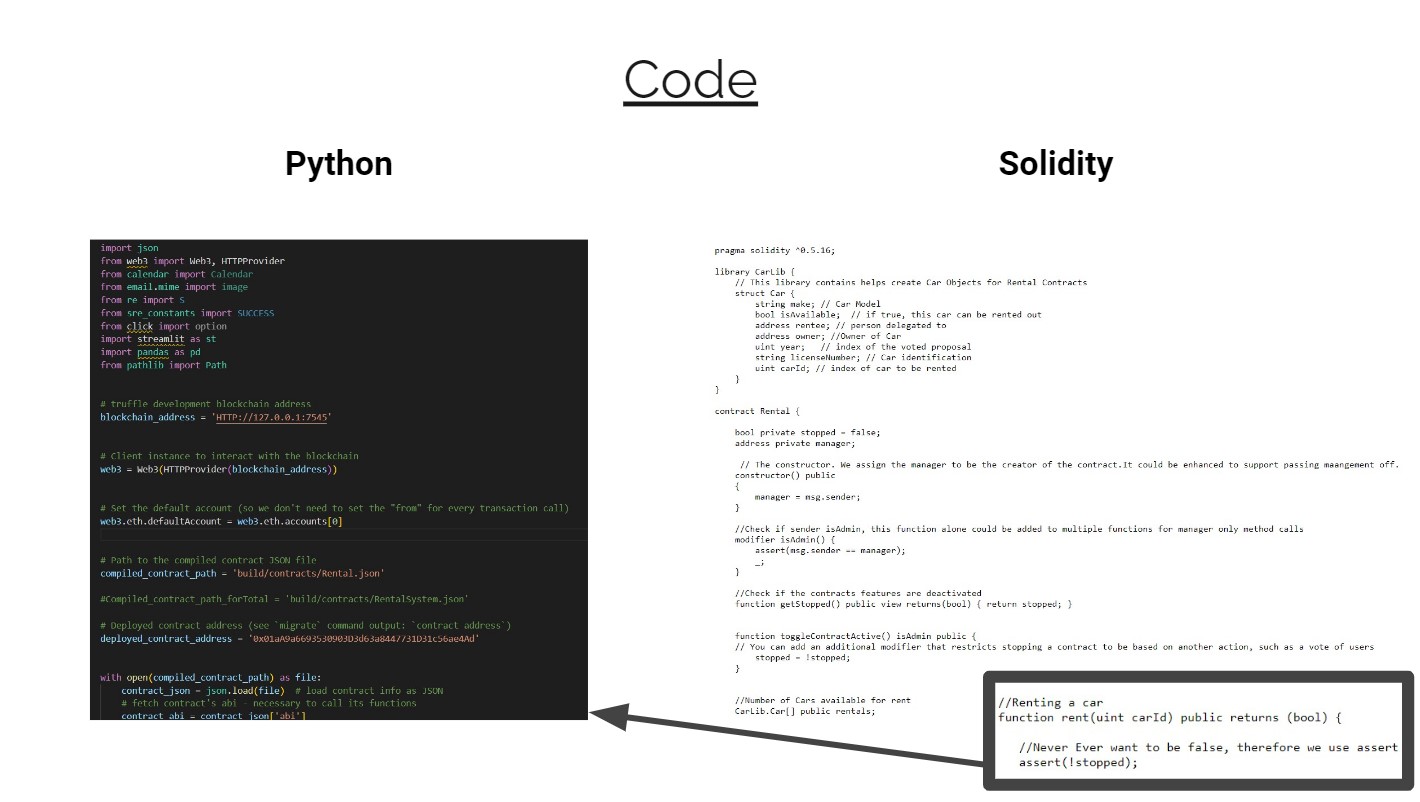 Code
Python
import json
from web3 import Web3, HTTPProvider
from calendar import Calendar
from email.mime import image
from re import S
from sre_constants import SUCCESS
from click import option
import streamlit as st
import pandas as pd
from pathlib import Path
# truffle development blockchain address
blockchain_address = 'HTTP://127.0.0.1:7545'
# Client instance to interact with the blockchain
web3 = Web3(HTTPProvider(blockchain_address))
# Set the default account (so we don't need to set the "from" for every transaction call)
web3.eth.defaultAccount = web3.eth.accounts[0]
# Path to the compiled contract JSON file
compiled_contract_path = 'build/contracts/Rental.json'
#Compiled_contract_path_forTotal = 'build/contracts/RentalSystem.json'
# Deployed contract address (see `migrate` command output: `contract address`)
deployed_contract_address = '0x01aA9a6693530903D3d63a8447731D31c56ae4Ad'
with open(compiled_contract_path) as file:
contract_json = json.load(file)  # load contract info as JSON
# fetch contract's abi - necessary to call its functions
contract_abi = contract_json['abi']
Solidity
pragma solidity ^0.5.16;
library CarLib {
// This library contains helps create Car Objects for Rental Contracts
struct Car {
string make; // Car Model
bool isAvailable;  // if true, this car can be rented out
address rentee; // person delegated to
address owner; //Owner of Car
uint year;   // index of the voted proposal
string licenseNumber; // Car identification
uint carId; // index of car to be rented
}
}
contract Rental {
bool private stopped = false;
address private manager;
// The constructor. We assign the manager to be the creator of the contract.It could be enhanced to support passing maangement off.
constructor() public
{
manager = msg.sender;
}
//Check if sender isAdmin, this function alone could be added to multiple functions for manager only method calls
modifier isAdmin() {
assert(msg.sender == manager);
_;
}
//Check if the contracts features are deactivated
function getStopped() public view returns(bool) { return stopped; }
function toggleContractActive() isAdmin public {
// You can add an additional modifier that restricts stopping a contract to be based on another action, such as a vote of users
stopped = !stopped;
}
//Number of Cars available for rent
CarLib.Car[] public rentals;
//Renting a car
function rent(uint carId) public returns (bool) {
//Never Ever want to be false, therefore we use assert
assert(!stopped);